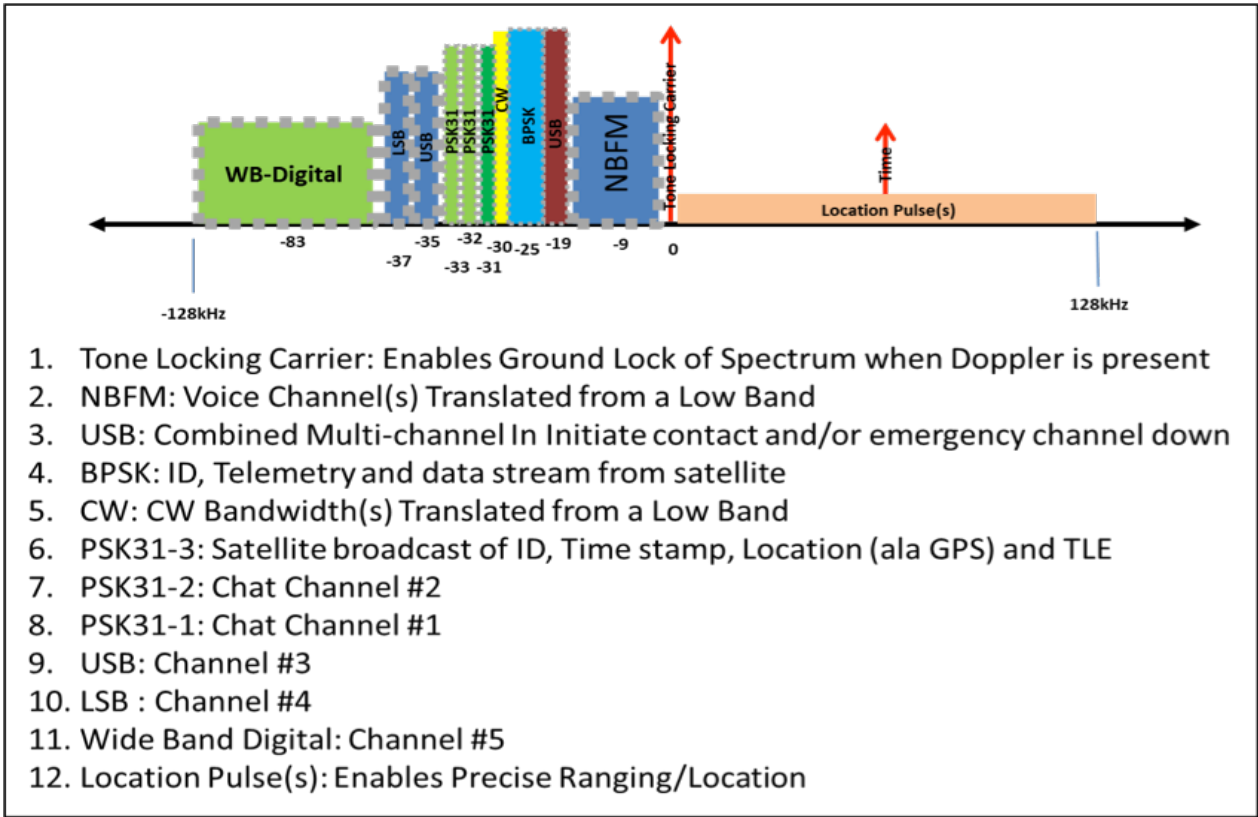 WB-Digital
LSB
USB
PSK31
PSK31
PSK31
CW
BPSK
USB
NBFM
Tone Locking Carrier
Time
Location Pulse(s)
-83
-37
-35
-33
-32
-31
-30
-25
-19
-9
0
-128kHz
128kHz
1. Tone Locking Carrier: Enables Ground Lock of Spectrum when Doppler is present
2. NBFM: Voice Channel(s) Translated from a Low Band
3. USB: Combined Multi-channel In Initiate contact and/or emergency channel down
4. BPSK: ID, Telemetry and data stream from satellite
5. CW: CW Bandwidth(s) Translated from a Low Band
6. PSK31-3: Satellite broadcast of ID, Time stamp, Location (ala GPS) and TLE
7. PSK31-2: Chat Channel #2
8. PSK31-1: Chat Channel #1
9. USB: Channel #3
10. LSB : Channel #4
11. Wide Band Digital: Channel #5
12. Location Pulse(s): Enables Precise Ranging/Location